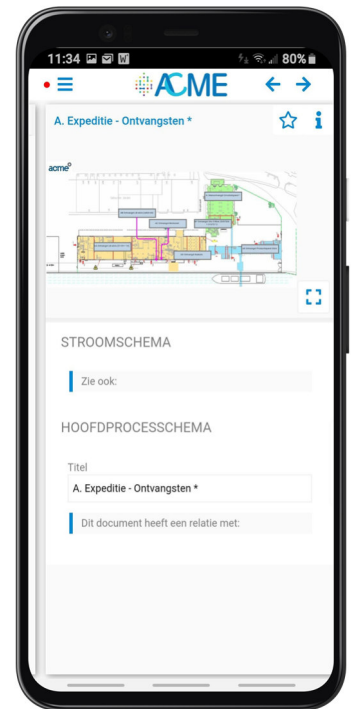 11:34
80%
ACME
A. Expeditie - Ontvangsten *
acme
STROOMSCHEMA
Zie ook:
HOOFDPROCESSCHEMA
Titel
A. Expeditie - Ontvangsten *
Dit document heeft een relatie met: